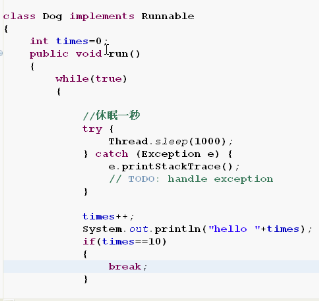 class Dog implements Runnable
{
int times=0;
public void run()
{
while(true)
{
//休眠一秒
try {
Thread.sleep(1000);
} catch (Exception e) {
e.printStackTrace();
// TODO: handle exception
}
times++;
System.out.println("hello "+times);
if(times==10)
{
break;
}